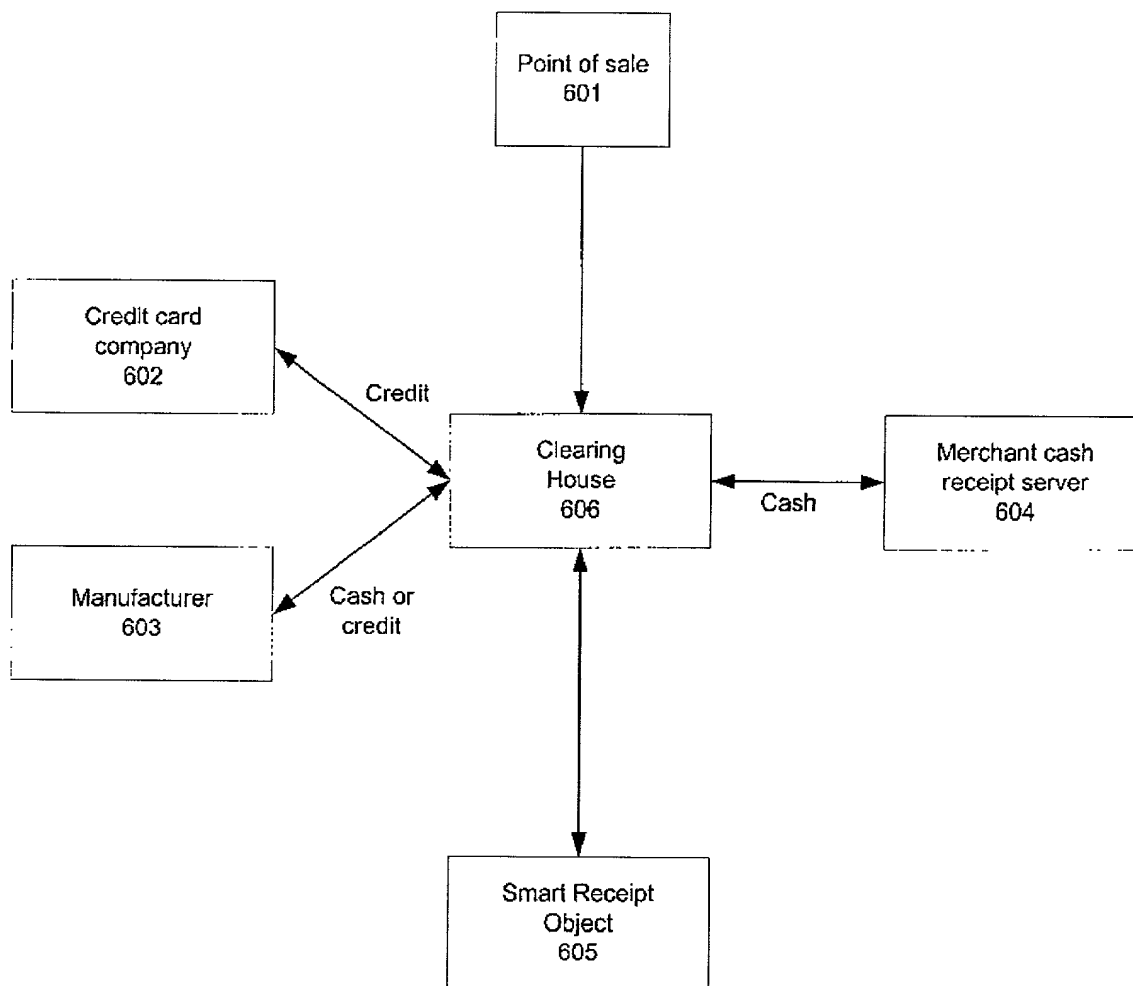 Point of sale
601
Credit card
company
602
Credit
Clearing
House
606
Merchant cash
receipt server
604
Cash
Manufacturer
603
Cash or
credit
Smart Receipt
Object
605